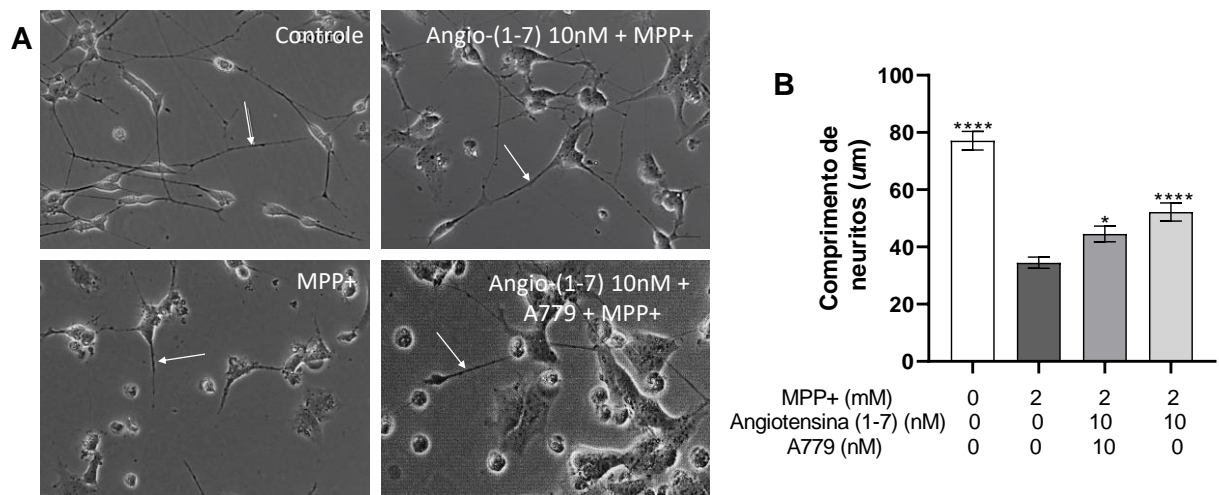 A
Controle
Angio-(1-7) 10nM + MPP+
MPP+
Angio-(1-7) 10nM +
A779 + MPP+
B
Comprimento de
neuritos (um)
100
80
60
40
20
0
****
*
****
MPP+ (mM) 0 2 2 2
Angiotensina (1-7) (nM) 0 0 10 10
A779 (nM) 0 0 10 0